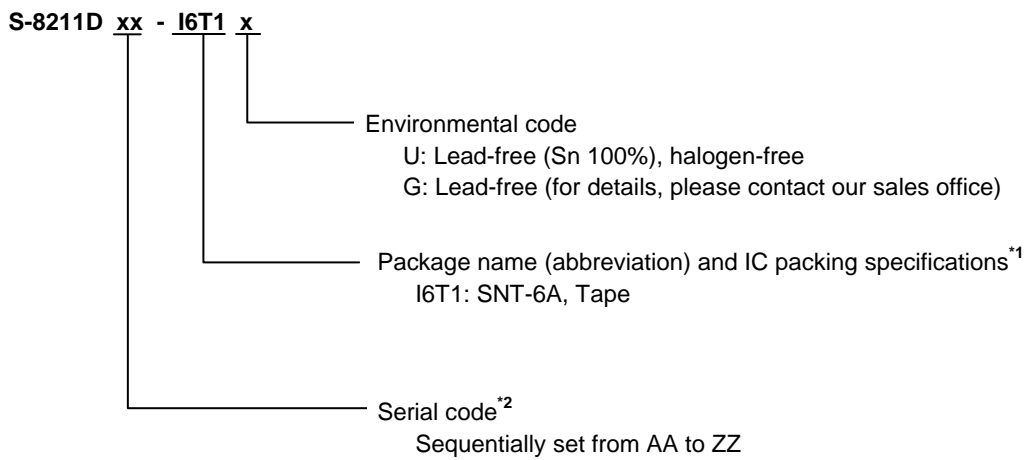 S-8211D xx - I6T1 x
Environmental code
U: Lead-free (Sn 100%), halogen-free
G: Lead-free (for details, please contact our sales office)
Package name (abbreviation) and IC packing specifications*1
I6T1: SNT-6A, Tape
Serial code*2
Sequentially set from AA to ZZ